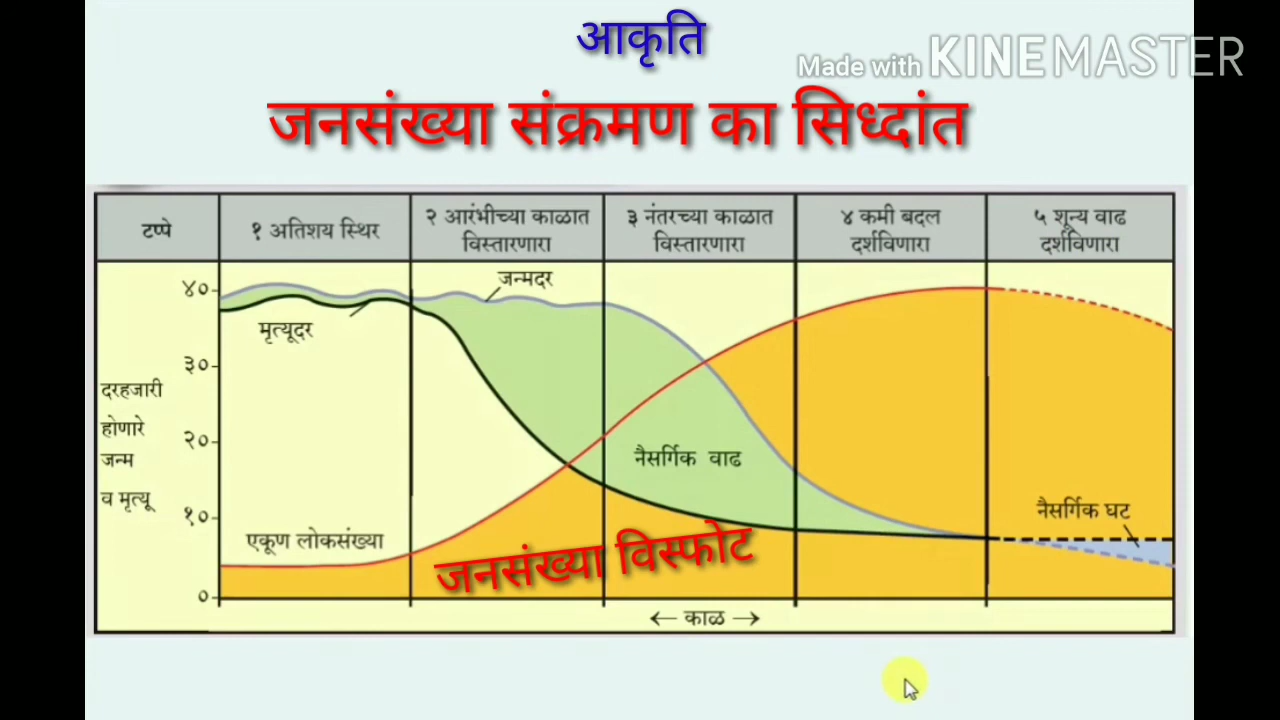 आकृति
Made with KINEMASTER
जनसंख्या संक्रमण का सिध्दांत
टप्पे
१ अतिशय स्थिर
२ आरंभीच्या काळात
विस्तारणारा
३ नंतरच्या काळात
विस्तारणारा
४ कमी बदल
दर्शविणारा
५ शून्य वाढ
दर्शविणारा
जन्मदर
४०
मृत्यूदर
३०
दरहजारी
होणारे
जन्म
व मृत्यू
२०
नैसर्गिक वाढ
१०
नैसर्गिक घट
एकूण लोकसंख्या
जनसंख्या विस्फोट
०
← काळ →